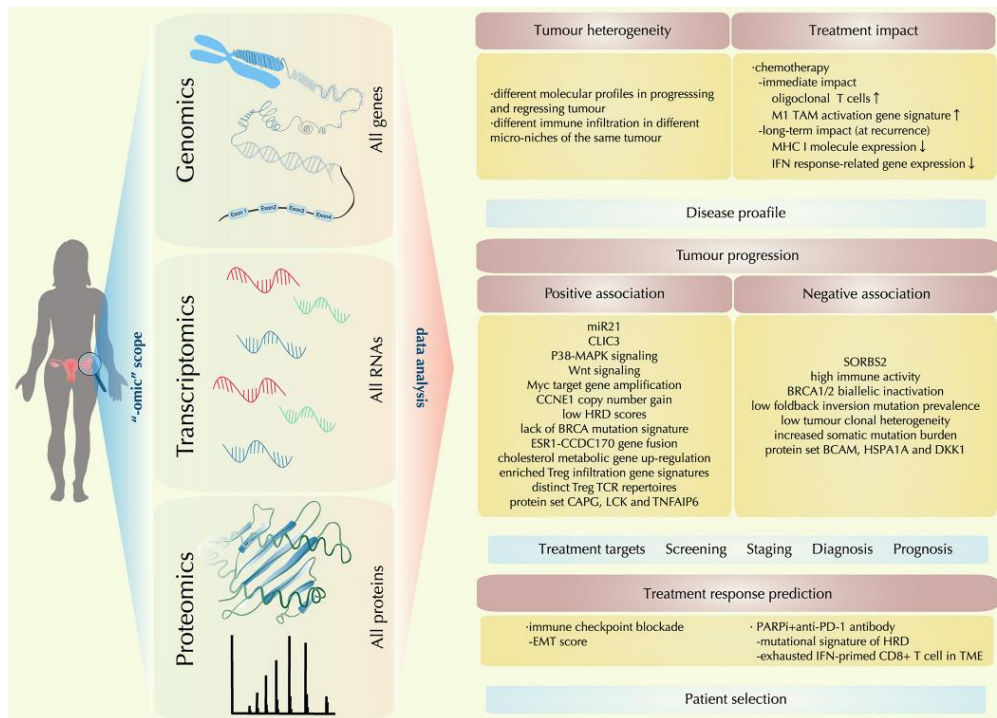 "-omic" scope
Genomics
All genes
Exon 1
Exon2
Exon3
Exon4
Transcriptomics
All RNAs
Proteomics
All proteins
data analysis
Tumour heterogeneity
·different molecular profiles in progresssing
and regressing tumour
·different immune infiltration in different
micro-niches of the same tumour
Treatment impact
·chemotherapy
-immediate impact
oligoclonal T cells ↑
M1 TAM activation gene signature ↑
-long-term impact (at recurrence)
MHC I molecule expression ↓
IFN response-related gene expression ↓
Disease proafile
Tumour progression
Positive association
miR21
CLIC3
P38-MAPK signaling
Wnt signaling
Myc target gene amplification
CCNE1 copy number gain
low HRD scores
lack of BRCA mutation signature
ESR1-CCDC170 gene fusion
cholesterol metabolic gene up-regulation
enriched Treg infiltration gene signatures
distinct Treg TCR repertoires
protein set CAPG, LCK and TNFAIP6
Negative association
SORBS2
high immune activity
BRCA1/2 biallelic inactivation
low foldback inversion mutation prevalence
low tumour clonal heterogeneity
increased somatic mutation burden
protein set BCAM, HSPA1A and DKK1
Treatment targets Screening Staging Diagnosis Prognosis
Treatment response prediction
·immune checkpoint blockade
-EMT score
· PARPi+anti-PD-1 antibody
-mutational signature of HRD
-exhausted IFN-primed CD8+ T cell in TME
Patient selection